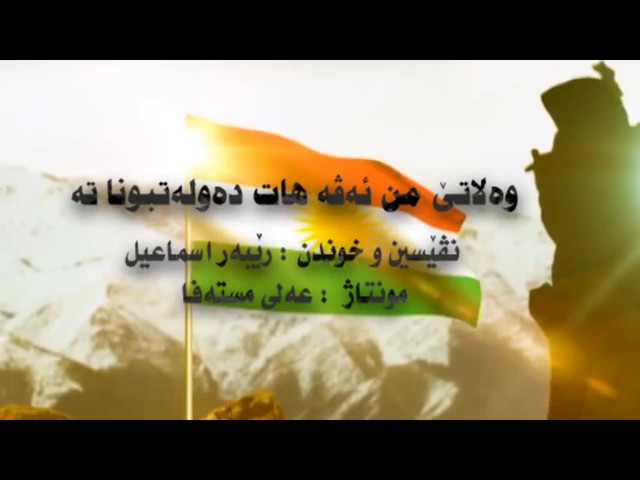 وەلاتێ من ئەڤە هات دەولەتبونا تە
نڤێسین و خوندن : رێبەر اسماعیل
مونتاژ : عەلی مستەفا